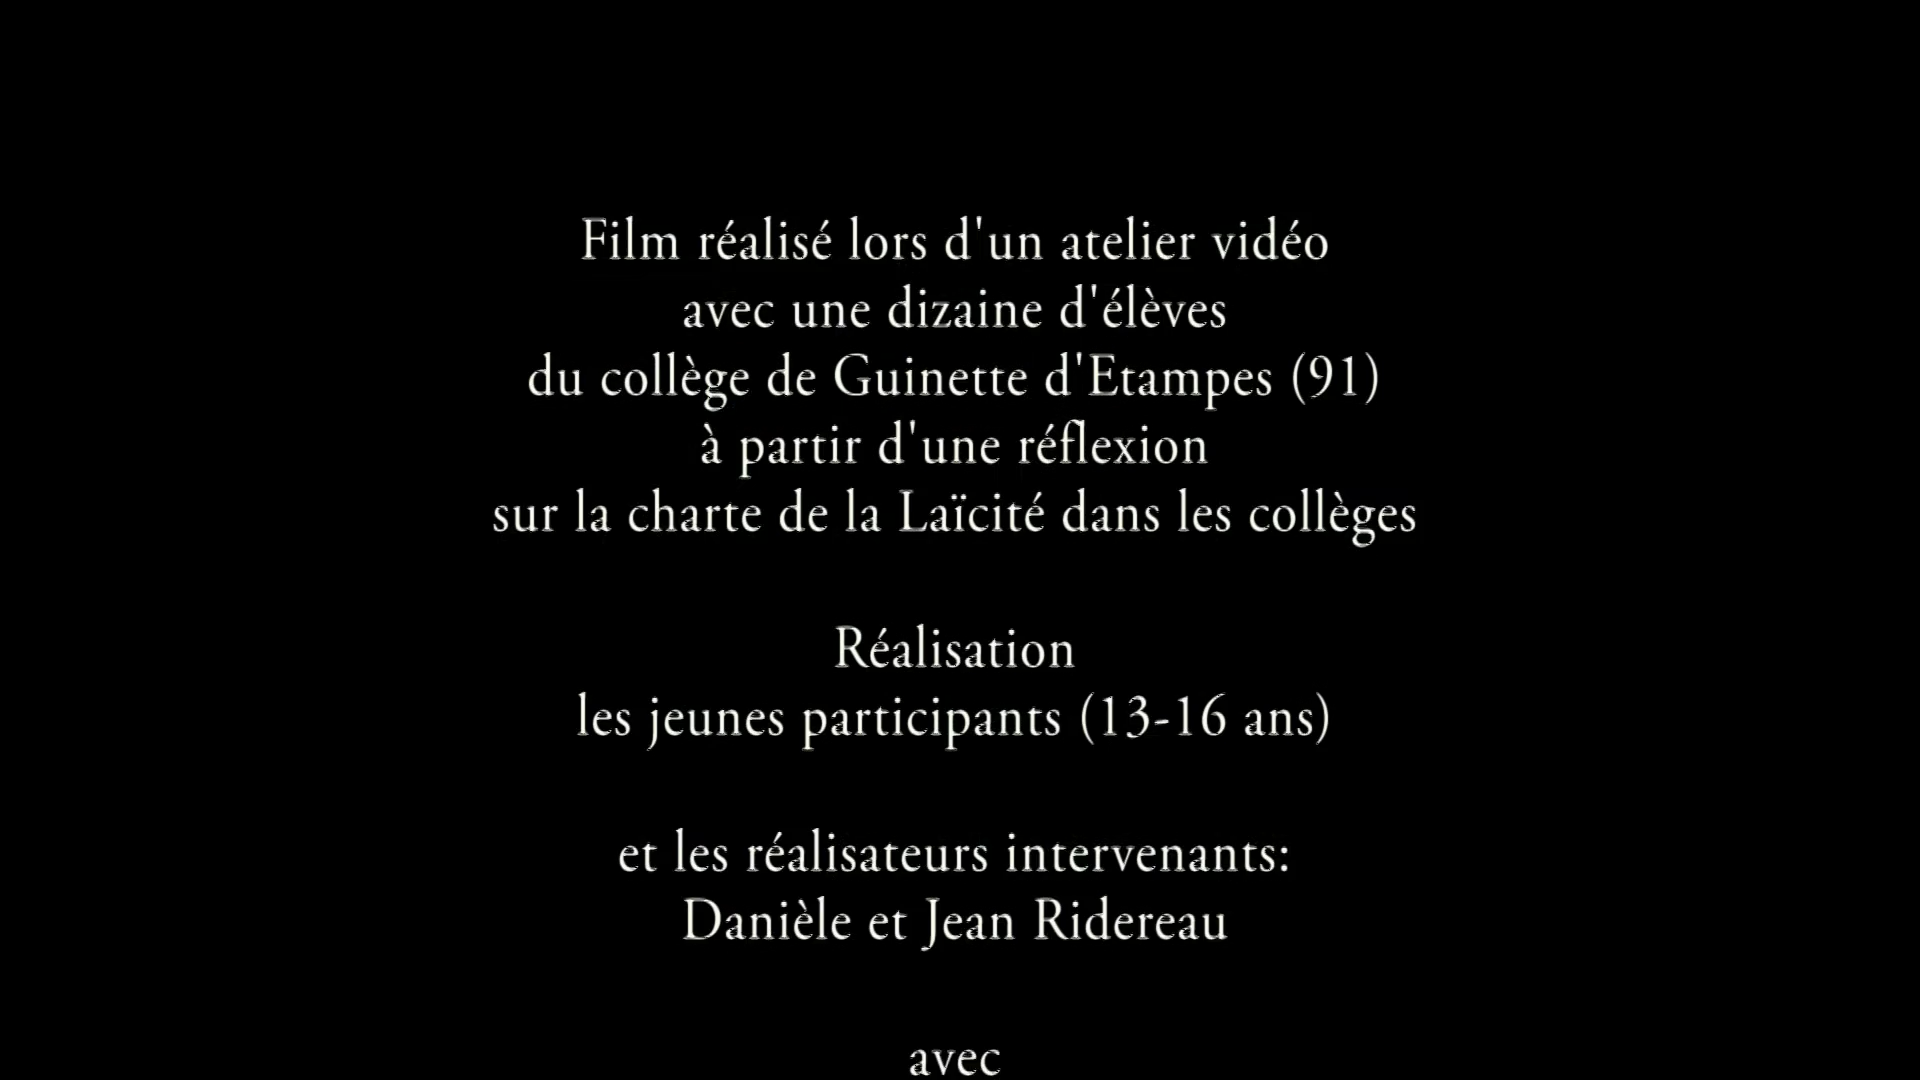 Film réalisé lors d'un atelier vidéo
avec une dizaine d'élèves
du collège de Guinette d'Etampes (91)
à partir d'une réflexion
sur la charte de la Laïcité dans les collèges
Réalisation
les jeunes participants (13-16 ans)
et les réalisateurs intervenants:
Danièle et Jean Ridereau
avec